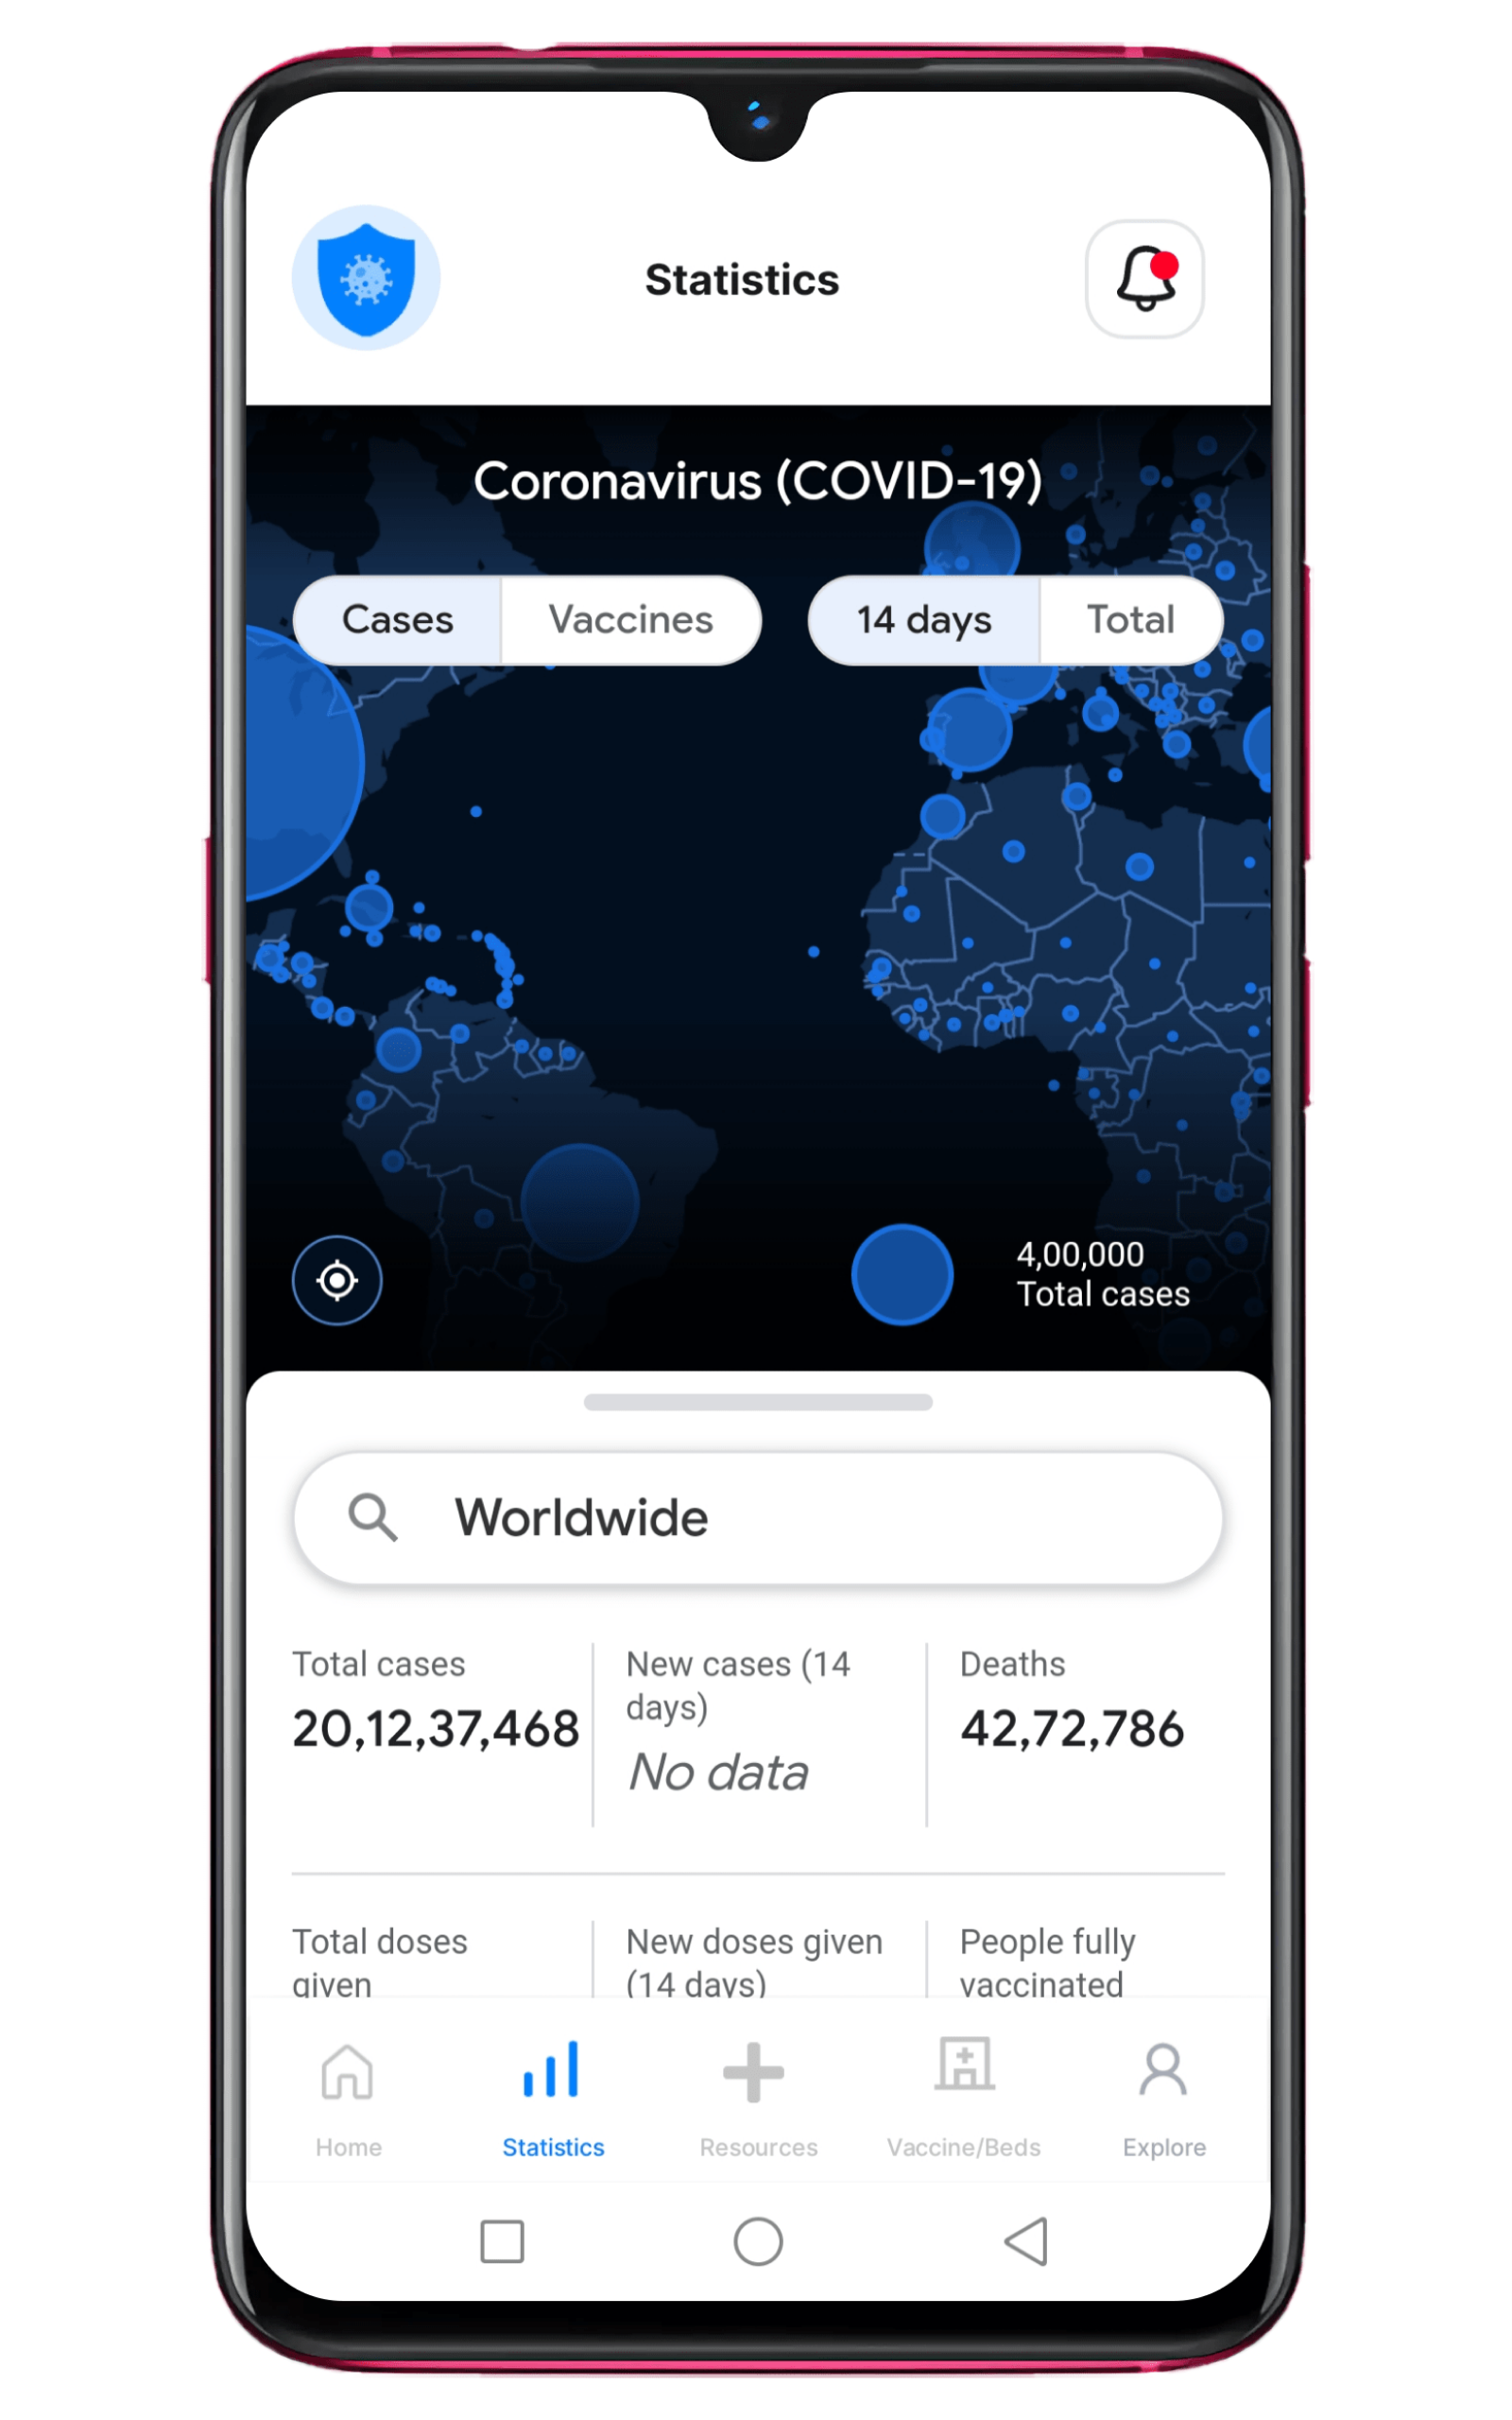 Statistics
Coronavirus (COVID-19)
Cases Vaccines 14 days Total
4,00,000
Total cases
Worldwide
Total cases
20,12,37,468
New cases (14
days)
No data
Deaths
42,72,786
Total doses
given
New doses given
(14 days)
People fully
vaccinated
Home Statistics Resources Vaccine/Beds Explore